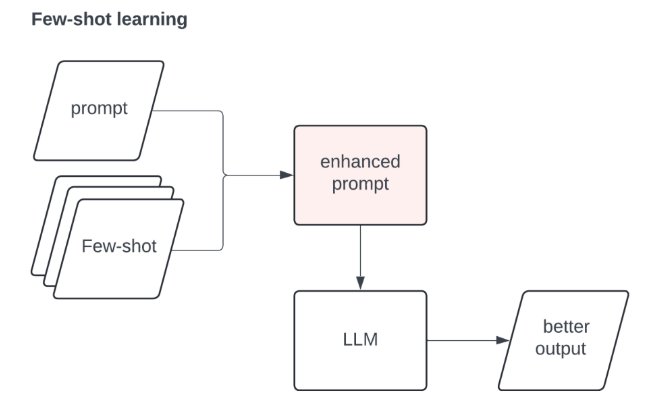 Few-shot learning
prompt
enhanced
prompt
Few-shot
LLM
better
output